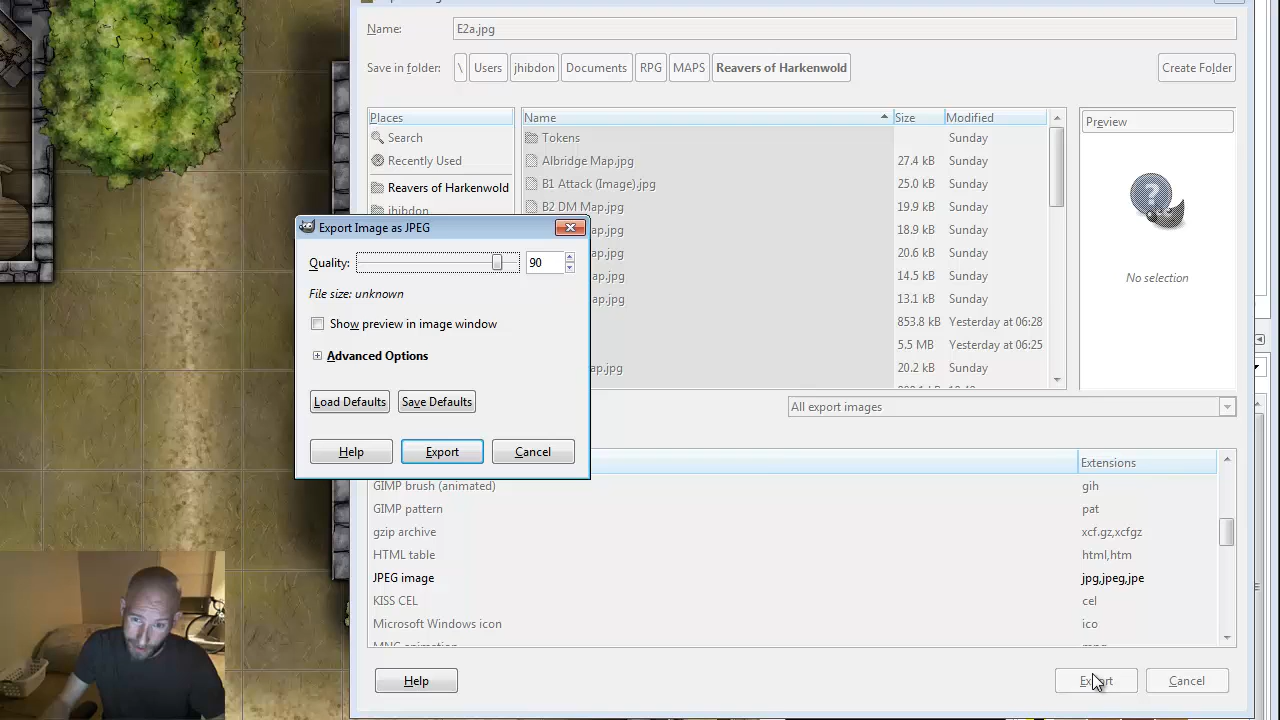 Name:
E2a.jpg
Save in folder:
\
Users
jhibdon
Documents
RPG
MAPS
Reavers of Harkenwold
Create Folder
Places
Search
Recently Used
Reavers of Harkenwold
jhibdon
Name
Size
Modified
Tokens
Sunday
Albridge Map.jpg
27.4 kB
Sunday
B1 Attack (Image).jpg
25.0 kB
Sunday
B2 DM Map.jpg
19.9 kB
Sunday
ap.jpg
18.9 kB
Sunday
ap.jpg
20.6 kB
Sunday
ap.jpg
14.5 kB
Sunday
ap.jpg
13.1 kB
Sunday
853.8 kB
Yesterday at 06:28
5.5 MB
Yesterday at 06:25
ap.jpg
20.2 kB
Sunday
Preview
No selection
Export Image as JPEG
Quality:
90
File size: unknown
Show preview in image window
Advanced Options
Load Defaults
Save Defaults
Help
Export
Cancel
All export images
Extensions
GIMP brush (animated)
gih
GIMP pattern
pat
gzip archive
xcf.gz,xcfgz
HTML table
html,htm
JPEG image
jpg,jpeg,jpe
KISS CEL
cel
Microsoft Windows icon
ico
MNG animation
mng
Help
Export
Cancel